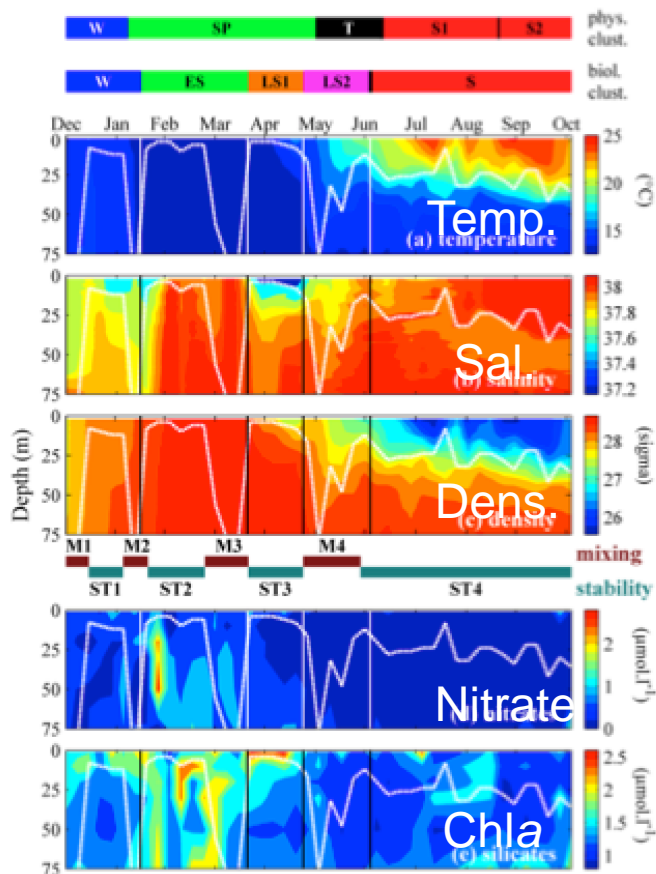 W SP T S1 S2 phys. clust.
W ES LS1 LS2 S biol. clust.
Dec Jan Feb Mar Apr May Jun Jul Aug Sep Oct
0 25 50 75
Temp.
(a) temperature
25 20 15
(°C)
0 25 50 75
Sal.
(b) salinity
38 37.8 37.6 37.4 37.2
Depth (m)
0 25 50 75
Dens.
(c) density
28 27 26
(sigma)
M1 M2 M3 M4 mixing
ST1 ST2 ST3 ST4 stability
0 25 50 75
Nitrate
2 1 0
(μmol.l⁻¹)
0 25 50 75
Chla
(e) silicates
2.5 2 1.5 1
(μmol.l⁻¹)